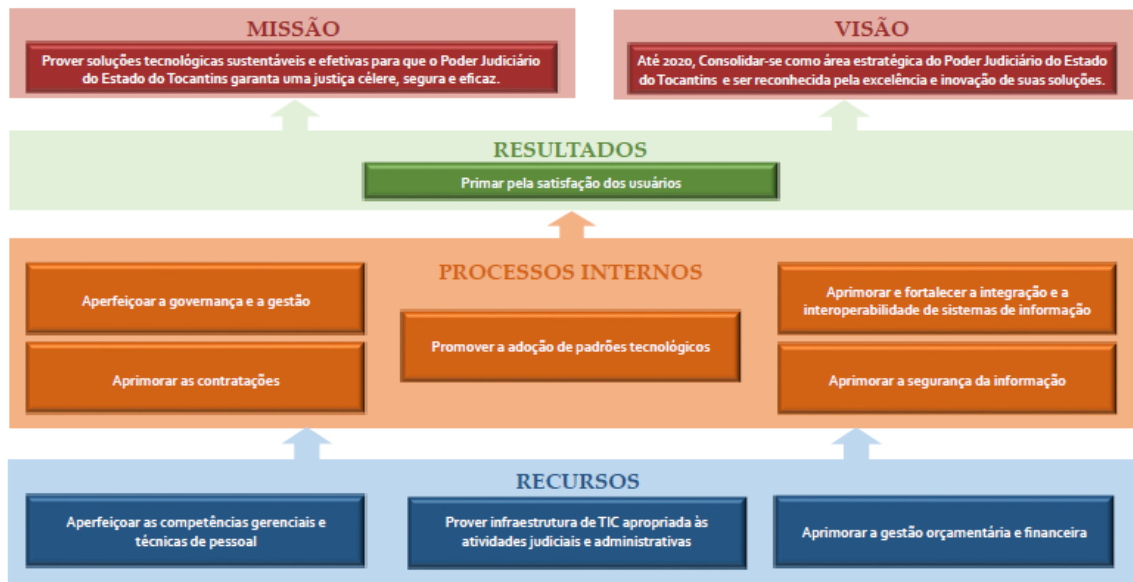 MISSÃO
Prover soluções tecnológicas sustentáveis e efetivas para que o Poder Judiciário
do Estado do Tocantins garanta uma justiça célere, segura e eficaz.
VISÃO
Até 2020, Consolidar-se como área estratégica do Poder Judiciário do Estado
do Tocantins e ser reconhecida pela excelência e inovação de suas soluções.
RESULTADOS
Primar pela satisfação dos usuários
PROCESSOS INTERNOS
Aperfeiçoar a governança e a gestão
Aprimorar as contratações
Promover a adoção de padrões tecnológicos
Aprimorar e fortalecer a integração e a
interoperabilidade de sistemas de informação
Aprimorar a segurança da informação
RECURSOS
Aperfeiçoar as competências gerenciais e
técnicas de pessoal
Prover infraestrutura de TIC apropriada às
atividades judiciais e administrativas
Aprimorar a gestão orçamentária e financeira